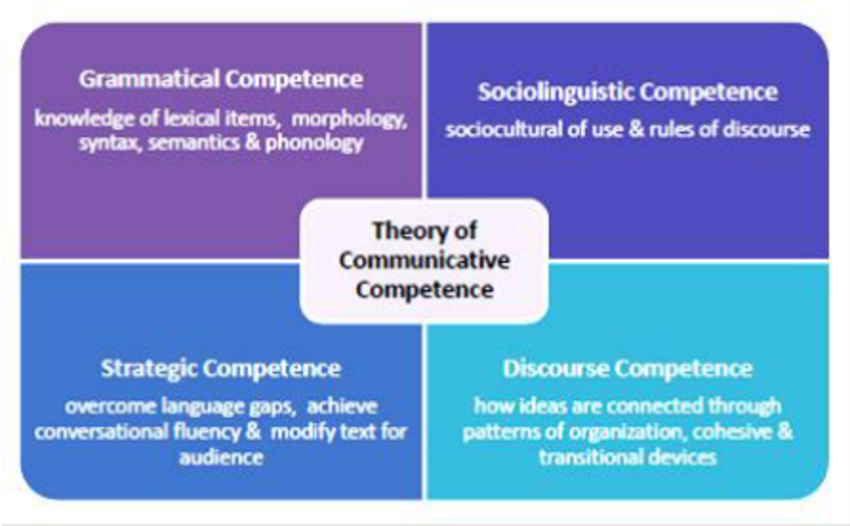 Grammatical Competence
knowledge of lexical items, morphology,
syntax, semantics & phonology
Sociolinguistic Competence
sociocultural of use & rules of discourse
Theory of
Communicative
Competence
Strategic Competence
overcome language gaps, achieve
conversational fluency & modify text for
audience
Discourse Competence
how ideas are connected through
patterns of organization, cohesive &
transitional devices